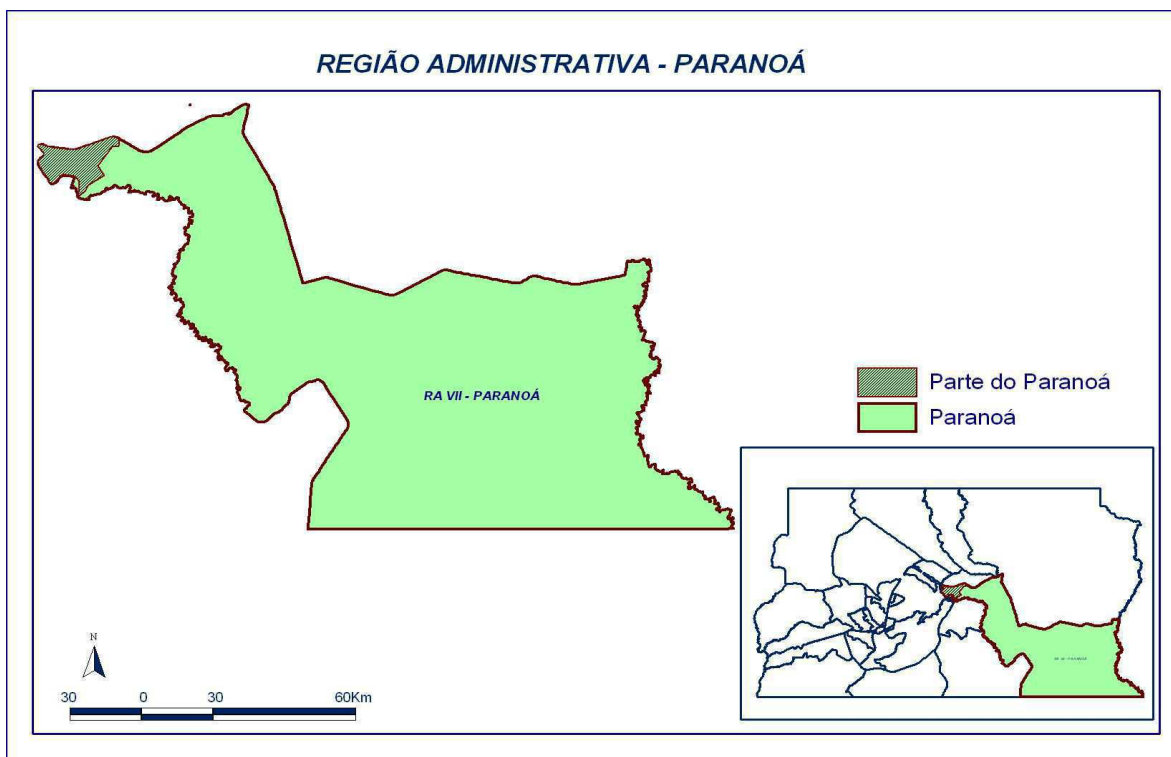 REGIÃO ADMINISTRATIVA - PARANOÁ
RA VII - PARANOÁ
Parte do Paranoá
Paranoá
N
30 0 30 60Km